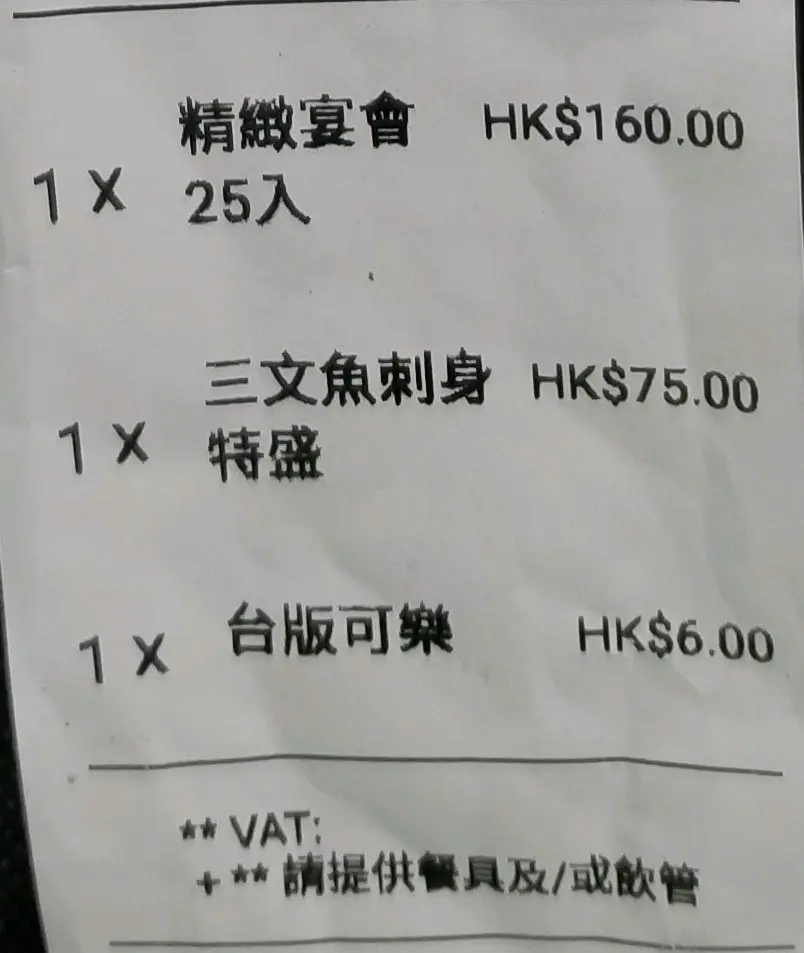 精緻宴會 HK$160.00
1 X 25入
三文魚刺身 HK$75.00
1 X 特盛
台版可樂 HK$6.00
1 X
** VAT:
+ ** 請提供餐具及/或飲管